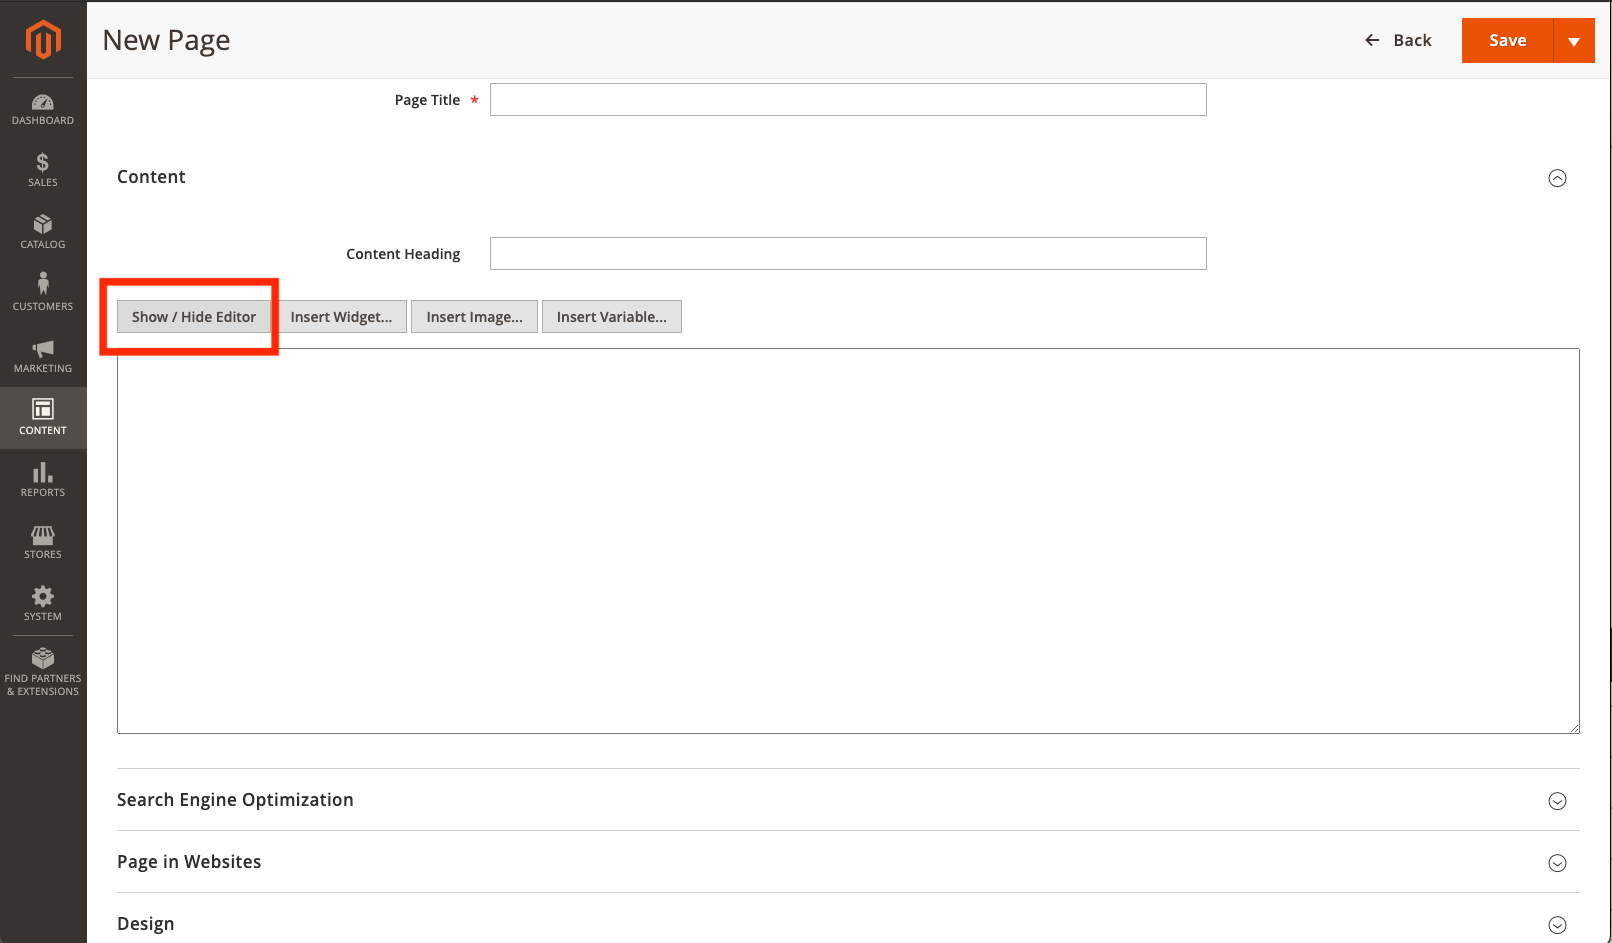 New Page
Back
Save
DASHBOARD
SALES
CATALOG
CUSTOMERS
MARKETING
CONTENT
REPORTS
STORES
SYSTEM
FIND PARTNERS
& EXTENSIONS
Page Title *
Content
Content Heading
Show / Hide Editor Insert Widget... Insert Image... Insert Variable...
Search Engine Optimization
Page in Websites
Design